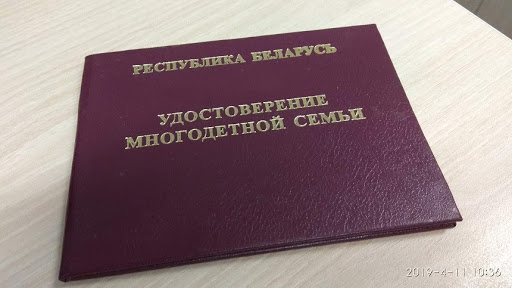 РЕСПУБЛИКА БЕЛАРУСЬ
УДОСТОВЕРЕНИЕ
МНОГОДЕТНОЙ СЕМЬИ
2019-4-11 10:36